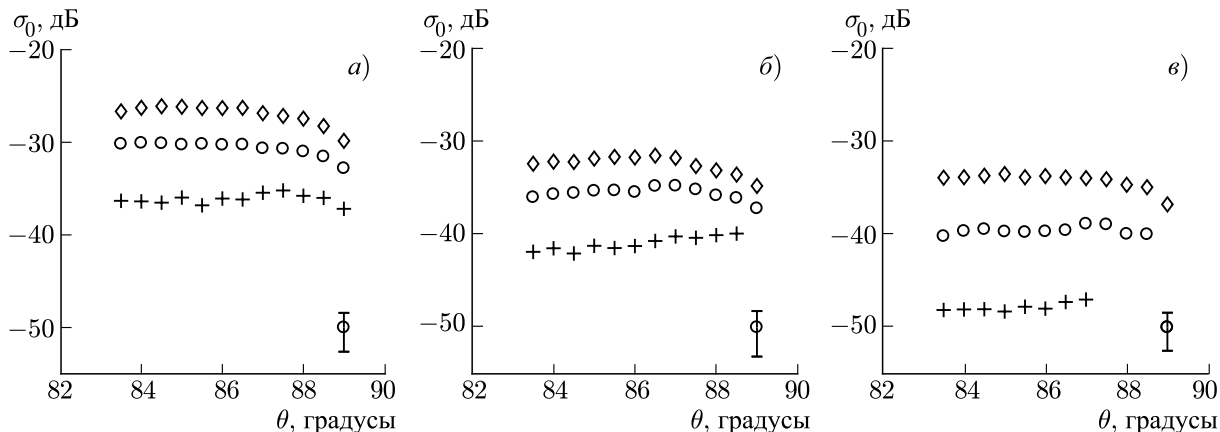 σ₀, дБ σ₀, дБ σ₀, дБ
−20 −20 −20
а) б) в)
−30 −30 −30
−40 −40 −40
−50 −50 −50
82 84 86 88 90 82 84 86 88 90 82 84 86 88 90
θ, градусы θ, градусы θ, градусы